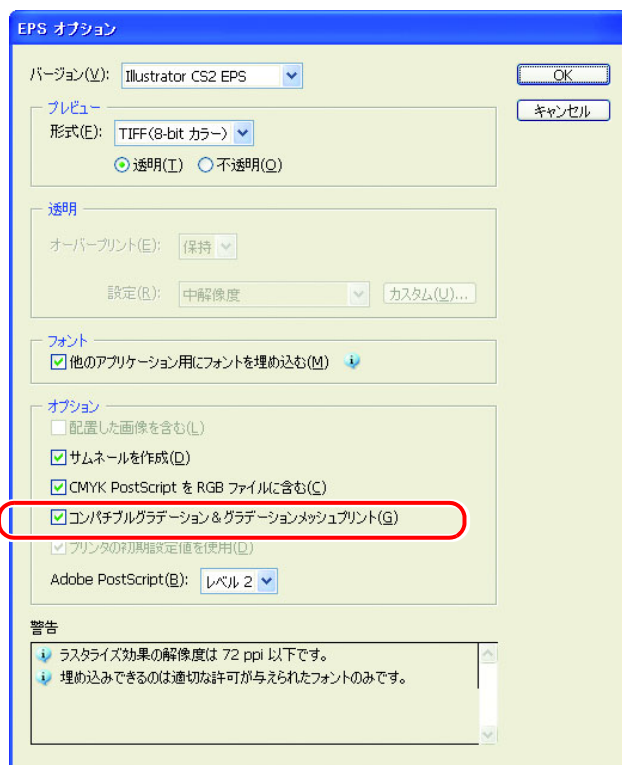 EPS オプション
バージョン(V): Illustrator CS2 EPS
OK
キャンセル
プレビュー
形式(E): TIFF(8-bit カラー)
透明(T) 不透明(O)
透明
オーバープリント(E): 保持
設定(R): 中解像度 カスタム(U)...
フォント
他のアプリケーション用にフォントを埋め込む(M)
オプション
配置した画像を含む(L)
サムネールを作成(D)
CMYK PostScript を RGB ファイルに含む(C)
コンパチブルグラデーション&グラデーションメッシュプリント(G)
プリンタの初期設定値を使用(D)
Adobe PostScript(B): レベル 2
警告
ラスタライズ効果の解像度は 72 ppi 以下です。
埋め込みできるのは適切な許可が与えられたフォントのみです。